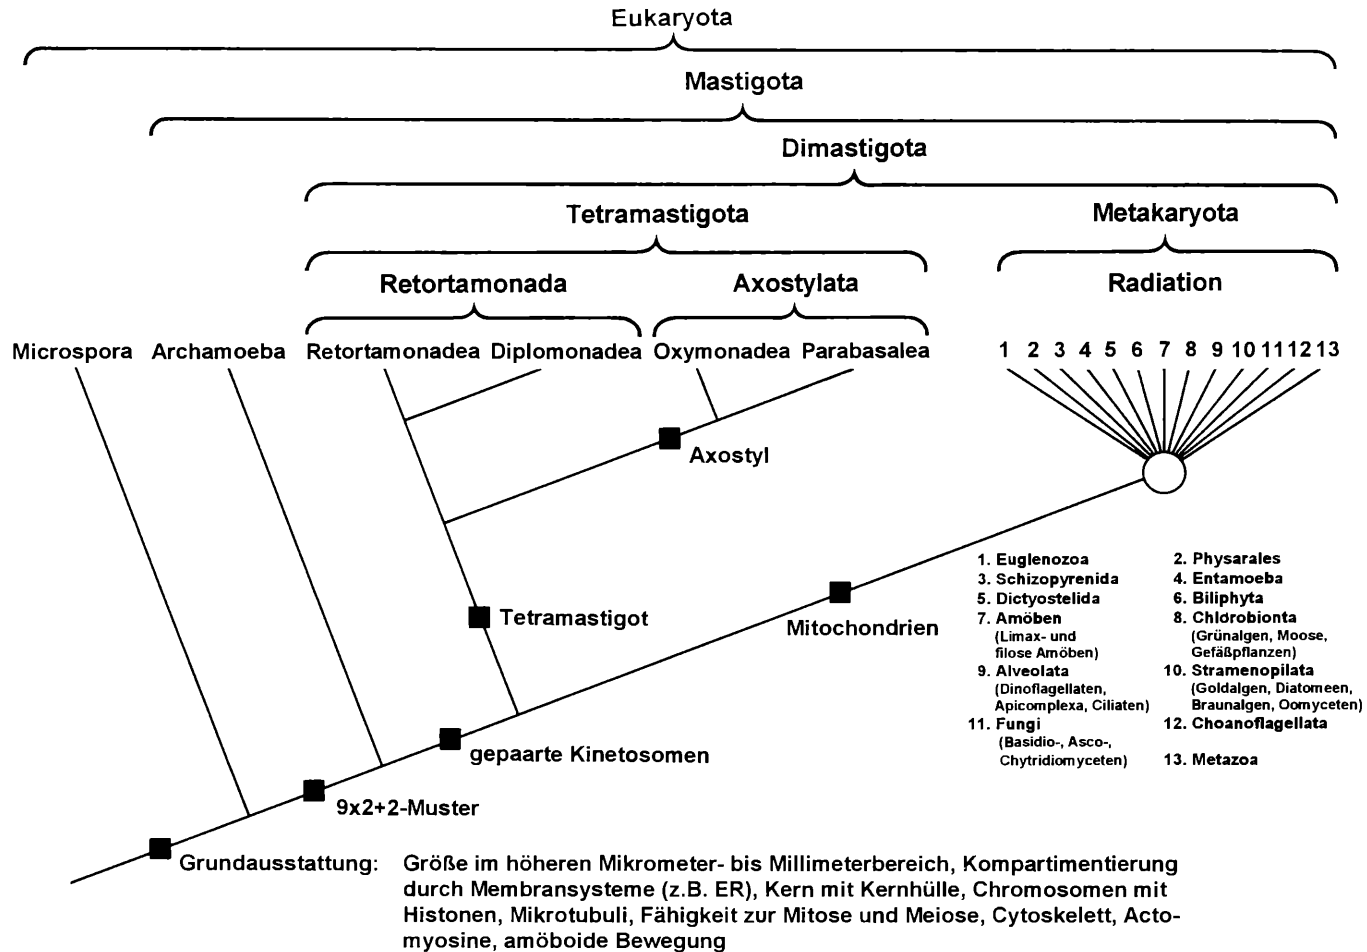 Eukaryota
Mastigota
Dimastigota
Tetramastigota Metakaryota
Retortamonada Axostylata Radiation
Microspora Archamoeba Retortamonadea Diplomonadea Oxymonadea Parabasalea 1 2 3 4 5 6 7 8 9 10 11 12 13
Axostyl
Tetramastigot
Mitochondrien
gepaarte Kinetosomen
9x2+2-Muster
1. Euglenozoa 2. Physarales
3. Schizopyrenida 4. Entamoeba
5. Dictyostelida 6. Biliphyta
7. Amöben 8. Chlorobionta
(Limax- und (Grünalgen, Moose,
filose Amöben) Gefäßpflanzen)
9. Alveolata 10. Stramenopilata
(Dinoflagellaten, (Goldalgen, Diatomeen,
Apicomplexa, Ciliaten) Braunalgen, Oomyceten)
11. Fungi 12. Choanoflagellata
(Basidio-, Asco-,
Chytridiomyceten) 13. Metazoa
Grundausstattung: Größe im höheren Mikrometer- bis Millimeterbereich, Kompartimentierung
durch Membransysteme (z.B. ER), Kern mit Kernhülle, Chromosomen mit
Histonen, Mikrotubuli, Fähigkeit zur Mitose und Meiose, Cytoskelett, Acto-
myosine, amöboide Bewegung